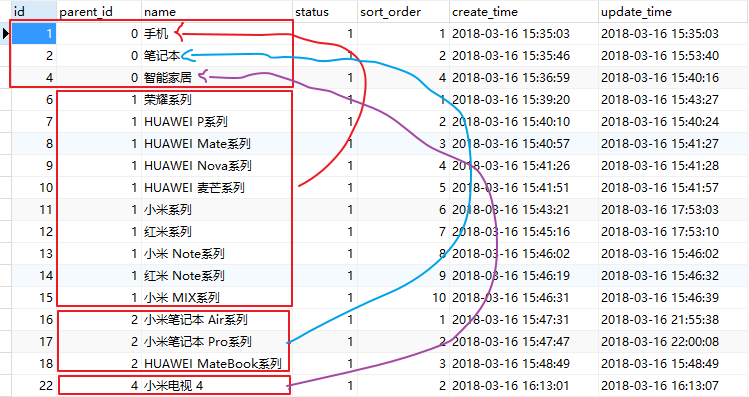 id parent_id name status sort_order create_time update_time
1 0 手机 1 1 2018-03-16 15:35:03 2018-03-16 15:35:03
2 0 笔记本 1 2 2018-03-16 15:35:46 2018-03-16 15:53:40
4 0 智能家居 1 4 2018-03-16 15:36:59 2018-03-16 15:40:16
6 1 荣耀系列 1 1 2018-03-16 15:39:20 2018-03-16 15:43:27
7 1 HUAWEI P系列 1 2 2018-03-16 15:40:10 2018-03-16 15:40:24
8 1 HUAWEI Mate系列 1 3 2018-03-16 15:40:57 2018-03-16 15:41:27
9 1 HUAWEI Nova系列 1 4 2018-03-16 15:41:26 2018-03-16 15:41:28
10 1 HUAWEI 麦芒系列 1 5 2018-03-16 15:41:51 2018-03-16 15:41:57
11 1 小米系列 1 6 2018-03-16 15:43:21 2018-03-16 17:53:03
12 1 红米系列 1 7 2018-03-16 15:45:16 2018-03-16 17:53:10
13 1 小米 Note系列 1 8 2018-03-16 15:46:02 2018-03-16 15:46:02
14 1 红米 Note系列 1 9 2018-03-16 15:46:19 2018-03-16 15:46:32
15 1 小米 MIX系列 1 10 2018-03-16 15:46:31 2018-03-16 15:46:39
16 2 小米笔记本 Air系列 1 1 2018-03-16 15:47:31 2018-03-16 21:55:38
17 2 小米笔记本 Pro系列 1 2 2018-03-16 15:47:47 2018-03-16 22:00:08
18 2 HUAWEI MateBook系列 1 3 2018-03-16 15:48:49 2018-03-16 15:48:49
22 4 小米电视 4 1 2 2018-03-16 16:13:01 2018-03-16 16:13:07